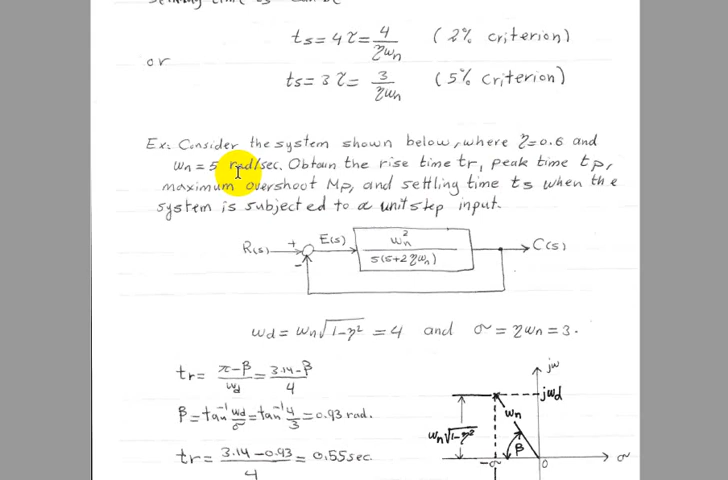 ts = 4τ = 4/ζωn (2% criterion)
or
ts = 3τ = 3/ζωn (5% criterion)
Ex: Consider the system shown below, where ζ=0.6 and
ωn = 5 rad/sec. Obtain the rise time tr, peak time tp,
maximum overshoot Mp, and settling time ts when the
system is subjected to a unit step input.
R(s) + - E(s) ωn²/s(s+2ζωn) C(s)
ωd = ωn√1-ζ² = 4 and σ = ζωn = 3.
tr = π-β/ωd = 3.14-β/4
β = tan⁻¹ ωd/σ = tan⁻¹ 4/3 = 0.93 rad.
tr = 3.14-0.93/4 = 0.55 sec.
jω
jωd
ωn
ωn√1-ζ²
β
-σ 0 σ